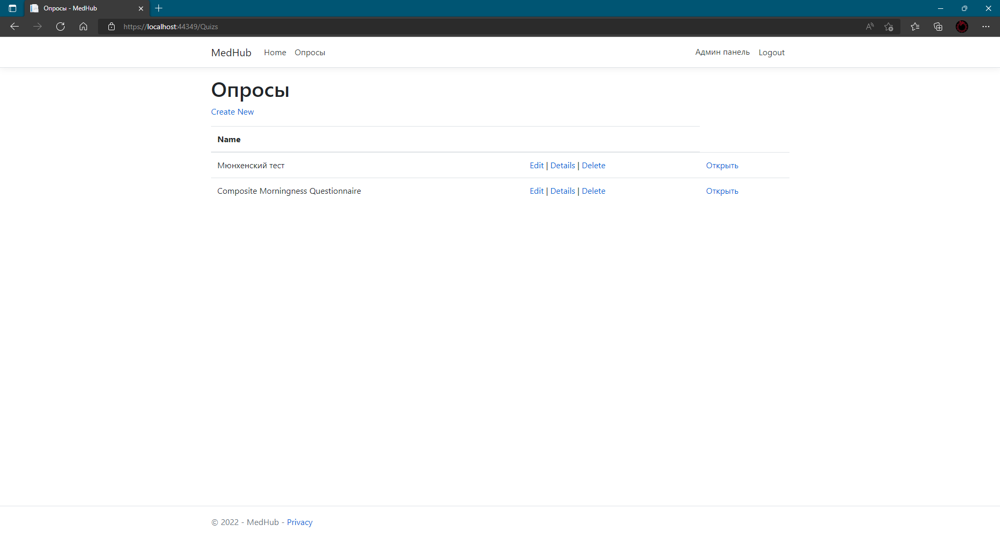 Опросы - MedHub
https://localhost:44349/Quizs
MedHub Home Опросы Админ панель Logout
Опросы
Create New
Name
Мюнхенский тест Edit | Details | Delete Открыть
Composite Morningness Questionnaire Edit | Details | Delete Открыть
© 2022 - MedHub - Privacy